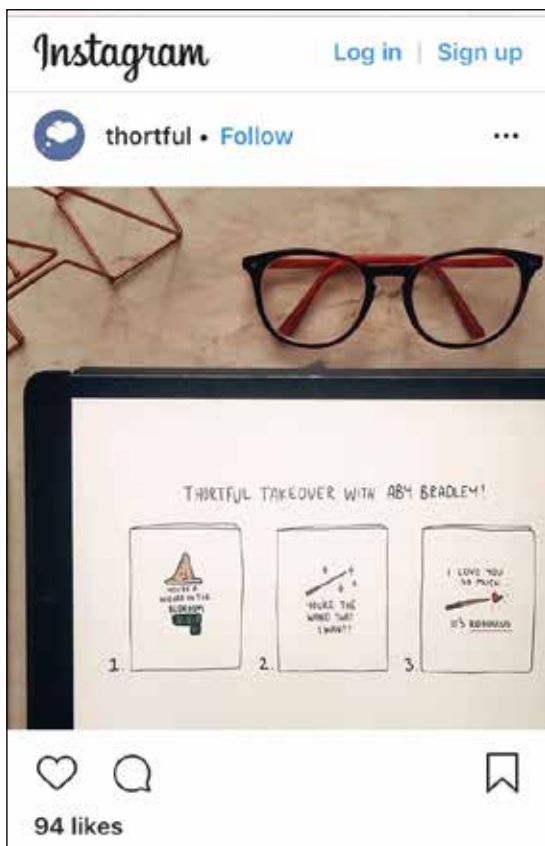 Instagram
Log in | Sign up
thortful • Follow
THORTFUL TAKEOVER WITH ABY BRADLEY!
YOU'RE A
WIZARD IN THE
BEDROOM
1.
YOU'RE THE
WAND THAT
I WANT!
2.
I LOVE YOU
SO MUCH...
IT'S
3.
94 likes